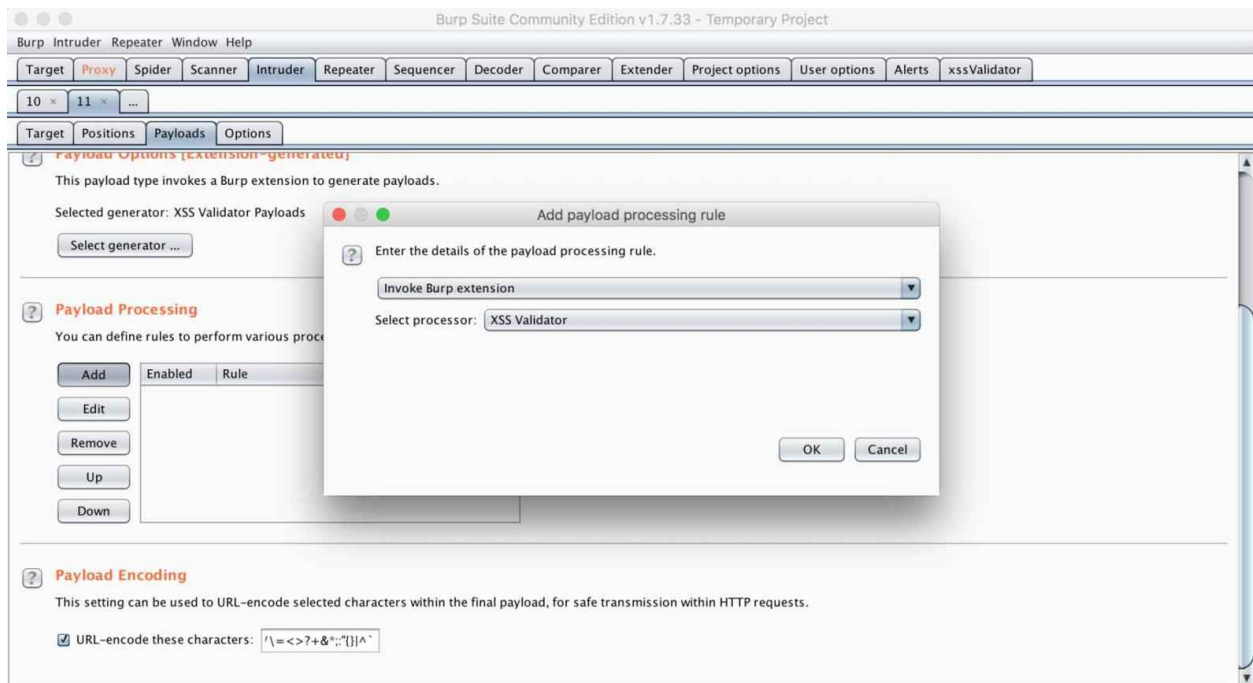 Burp Suite Community Edition v1.7.33 - Temporary Project
Burp Intruder Repeater Window Help
Target Proxy Spider Scanner Intruder Repeater Sequencer Decoder Comparer Extender Project options User options Alerts xssValidator
10 × 11 × ...
Target Positions Payloads Options
? Payload Options [Extension-generated]
This payload type invokes a Burp extension to generate payloads.
Selected generator: XSS Validator Payloads
Select generator ...
Add payload processing rule
? Enter the details of the payload processing rule.
Invoke Burp extension
Select processor: XSS Validator
OK Cancel
? Payload Processing
You can define rules to perform various proce
Add Enabled Rule
Edit
Remove
Up
Down
? Payload Encoding
This setting can be used to URL-encode selected characters within the final payload, for safe transmission within HTTP requests.
URL-encode these characters: '\=<>?+&*;:"{}|^`